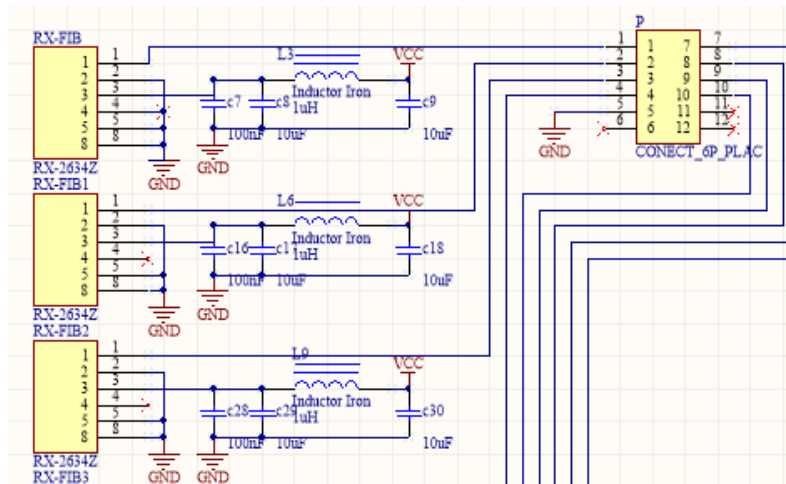 RX-FIB
1
2
3
4
5
8
1
2
3
4
5
8
RX-2634Z
GND
c7
100nF
c8
10uF
GND
L3
Inductor Iron
1uH
VCC
c9
10uF
RX-FIB1
1
2
3
4
5
8
1
2
3
4
5
8
RX-2634Z
GND
c16
100nF
10uF
GND
L6
Inductor Iron
1uH
VCC
c18
10uF
RX-FIB2
1
2
3
4
5
8
1
2
3
4
5
8
RX-2634Z
GND
c28
100nF
c29
10uF
GND
L9
Inductor Iron
1uH
VCC
c30
10uF
RX-FIB3
P
1
2
3
4
5
6
1 7
2 8
3 9
4 10
5 11
6 12
7
8
9
10
11
12
GND
CONECT_6P_PLAC